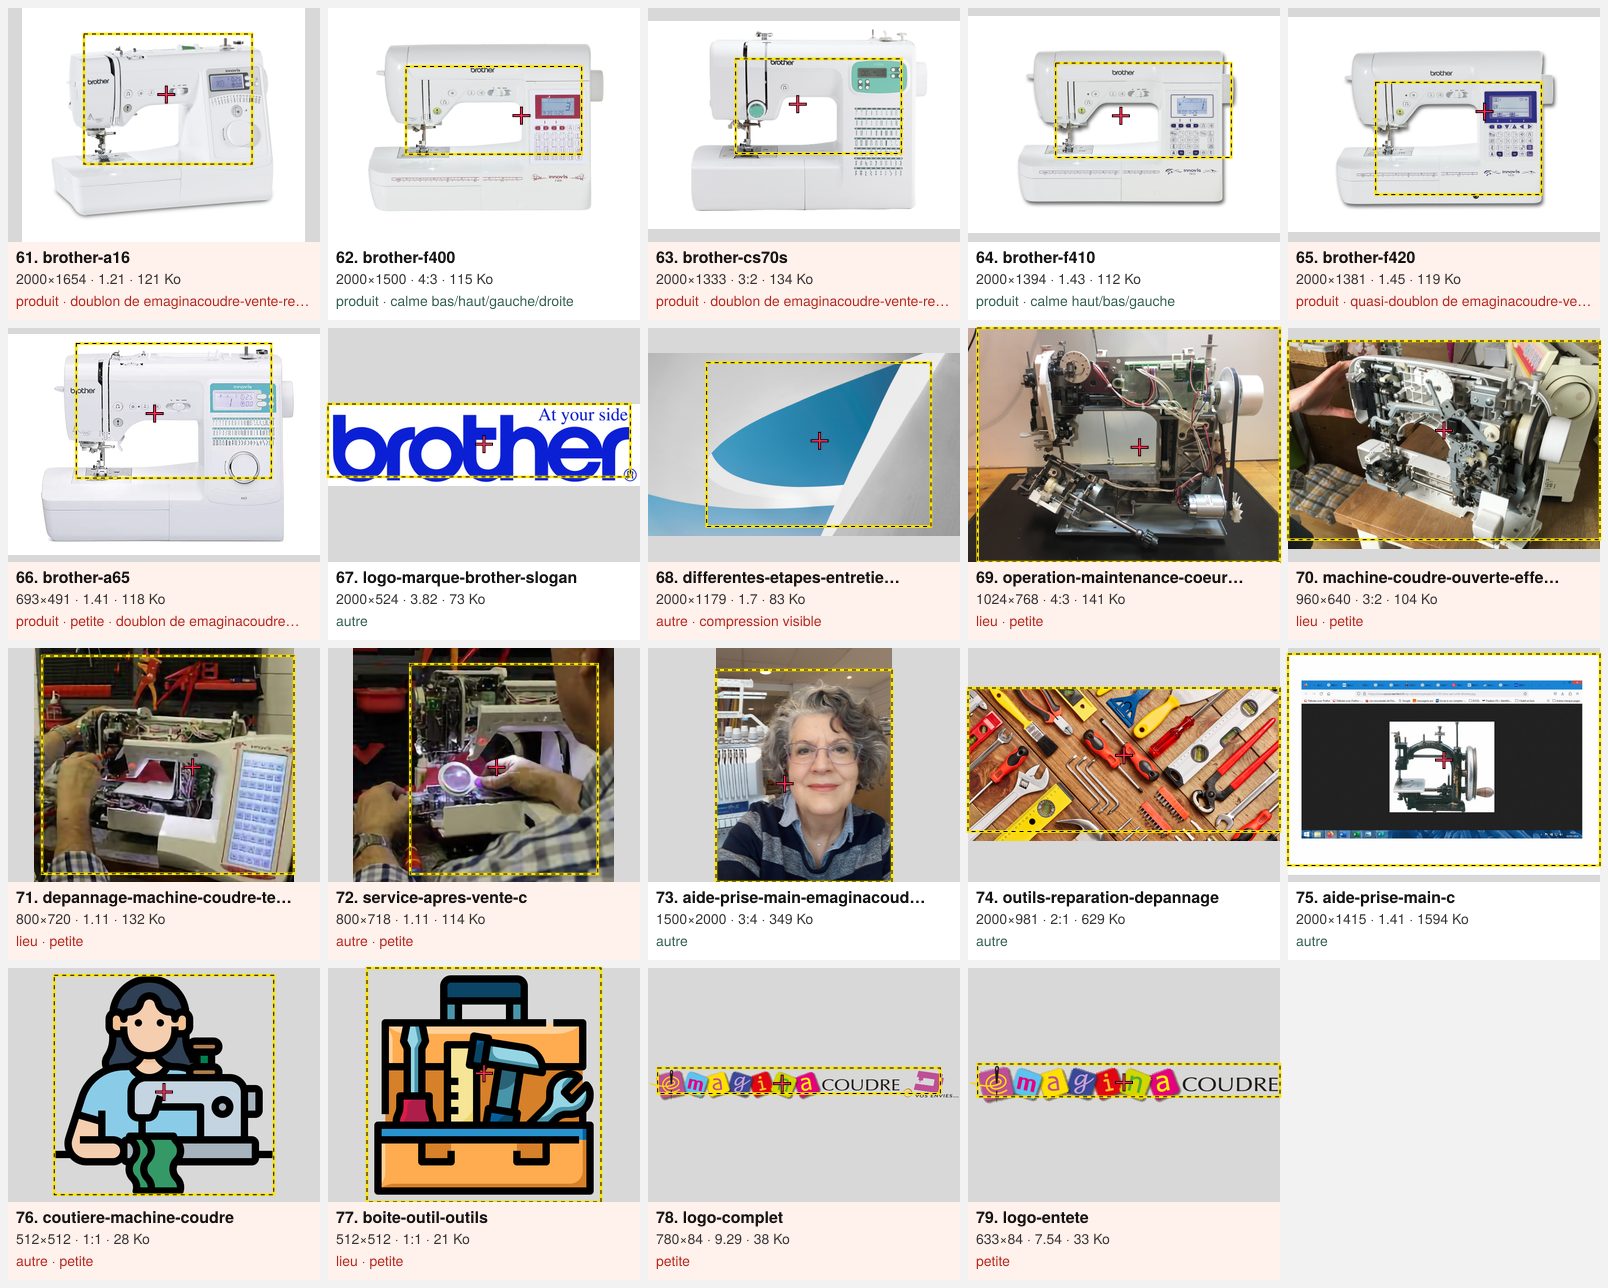 brother
61. brother-a16
2000×1654 · 1.21 · 121 Ko
produit · doublon de emaginacoudre-vente-re…
brother
62. brother-f400
2000×1500 · 4:3 · 115 Ko
produit · calme bas/haut/gauche/droite
brother
63. brother-cs70s
2000×1333 · 3:2 · 134 Ko
produit · doublon de emaginacoudre-vente-re…
brother
64. brother-f410
2000×1394 · 1.43 · 112 Ko
produit · calme haut/bas/gauche
brother
65. brother-f420
2000×1381 · 1.45 · 119 Ko
produit · quasi-doublon de emaginacoudre-ve…
brother
66. brother-a65
693×491 · 1.41 · 118 Ko
produit · petite · doublon de emaginacoudre…
At your side
brother
67. logo-marque-brother-slogan
2000×524 · 3.82 · 73 Ko
autre
68. differentes-etapes-entretie…
2000×1179 · 1.7 · 83 Ko
autre · compression visible
69. operation-maintenance-coeur…
1024×768 · 4:3 · 141 Ko
lieu · petite
70. machine-coudre-ouverte-effe…
960×640 · 3:2 · 104 Ko
lieu · petite
71. depannage-machine-coudre-te…
800×720 · 1.11 · 132 Ko
lieu · petite
72. service-apres-vente-c
800×718 · 1.11 · 114 Ko
autre · petite
73. aide-prise-main-emaginacoud…
1500×2000 · 3:4 · 349 Ko
autre
74. outils-reparation-depannage
2000×981 · 2:1 · 629 Ko
autre
75. aide-prise-main-c
2000×1415 · 1.41 · 1594 Ko
autre
76. coutiere-machine-coudre
512×512 · 1:1 · 28 Ko
autre · petite
77. boite-outil-outils
512×512 · 1:1 · 21 Ko
lieu · petite
e magina COUDRE
VOS ENVIES...
78. logo-complet
780×84 · 9.29 · 38 Ko
petite
e magina COUDRE
79. logo-entete
633×84 · 7.54 · 33 Ko
petite